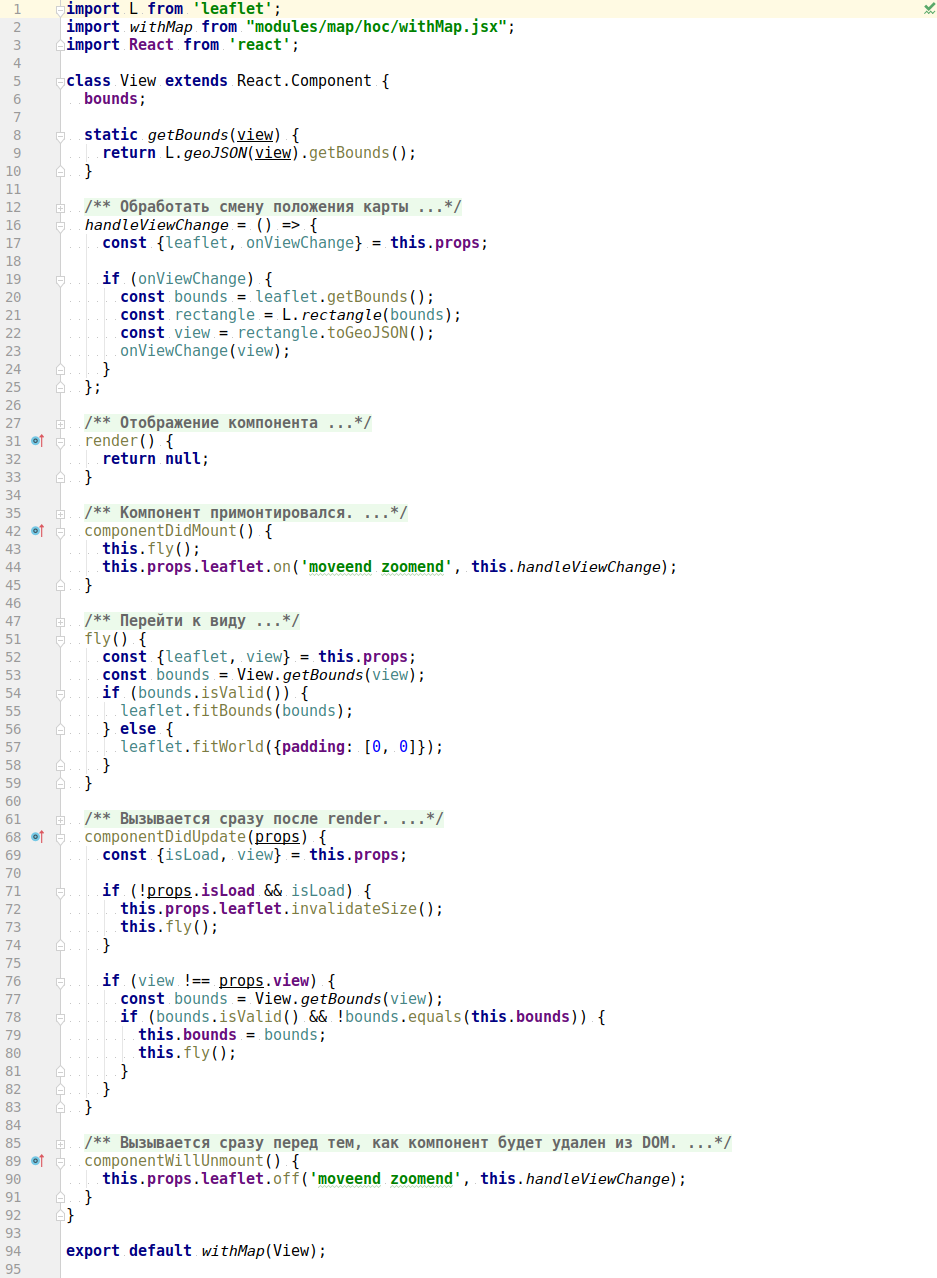 1 import L from 'leaflet';
2 import withMap from "modules/map/hoc/withMap.jsx";
3 import React from 'react';
4
5 class View extends React.Component {
6   bounds;
7
8   static getBounds(view) {
9     return L.geoJSON(view).getBounds();
10   }
11
12   /** Обработать смену положения карты ...*/
16   handleViewChange = () => {
17     const {leaflet, onViewChange} = this.props;
18
19     if (onViewChange) {
20       const bounds = leaflet.getBounds();
21       const rectangle = L.rectangle(bounds);
22       const view = rectangle.toGeoJSON();
23       onViewChange(view);
24     }
25   };
26
27   /** Отображение компонента ...*/
31   render() {
32     return null;
33   }
34
35   /** Компонент примонтировался. ...*/
42   componentDidMount() {
43     this.fly();
44     this.props.leaflet.on('moveend zoomend', this.handleViewChange);
45   }
46
47   /** Перейти к виду ...*/
51   fly() {
52     const {leaflet, view} = this.props;
53     const bounds = View.getBounds(view);
54     if (bounds.isValid()) {
55       leaflet.fitBounds(bounds);
56     } else {
57       leaflet.fitWorld({padding: [0, 0]});
58     }
59   }
60
61   /** Вызывается сразу после render. ...*/
68   componentDidUpdate(props) {
69     const {isLoad, view} = this.props;
70
71     if (!props.isLoad && isLoad) {
72       this.props.leaflet.invalidateSize();
73       this.fly();
74     }
75
76     if (view !== props.view) {
77       const bounds = View.getBounds(view);
78       if (bounds.isValid() && !bounds.equals(this.bounds)) {
79         this.bounds = bounds;
80         this.fly();
81       }
82     }
83   }
84
85   /** Вызывается сразу перед тем, как компонент будет удален из DOM. ...*/
89   componentWillUnmount() {
90     this.props.leaflet.off('moveend zoomend', this.handleViewChange);
91   }
92 }
93
94 export default withMap(View);
95